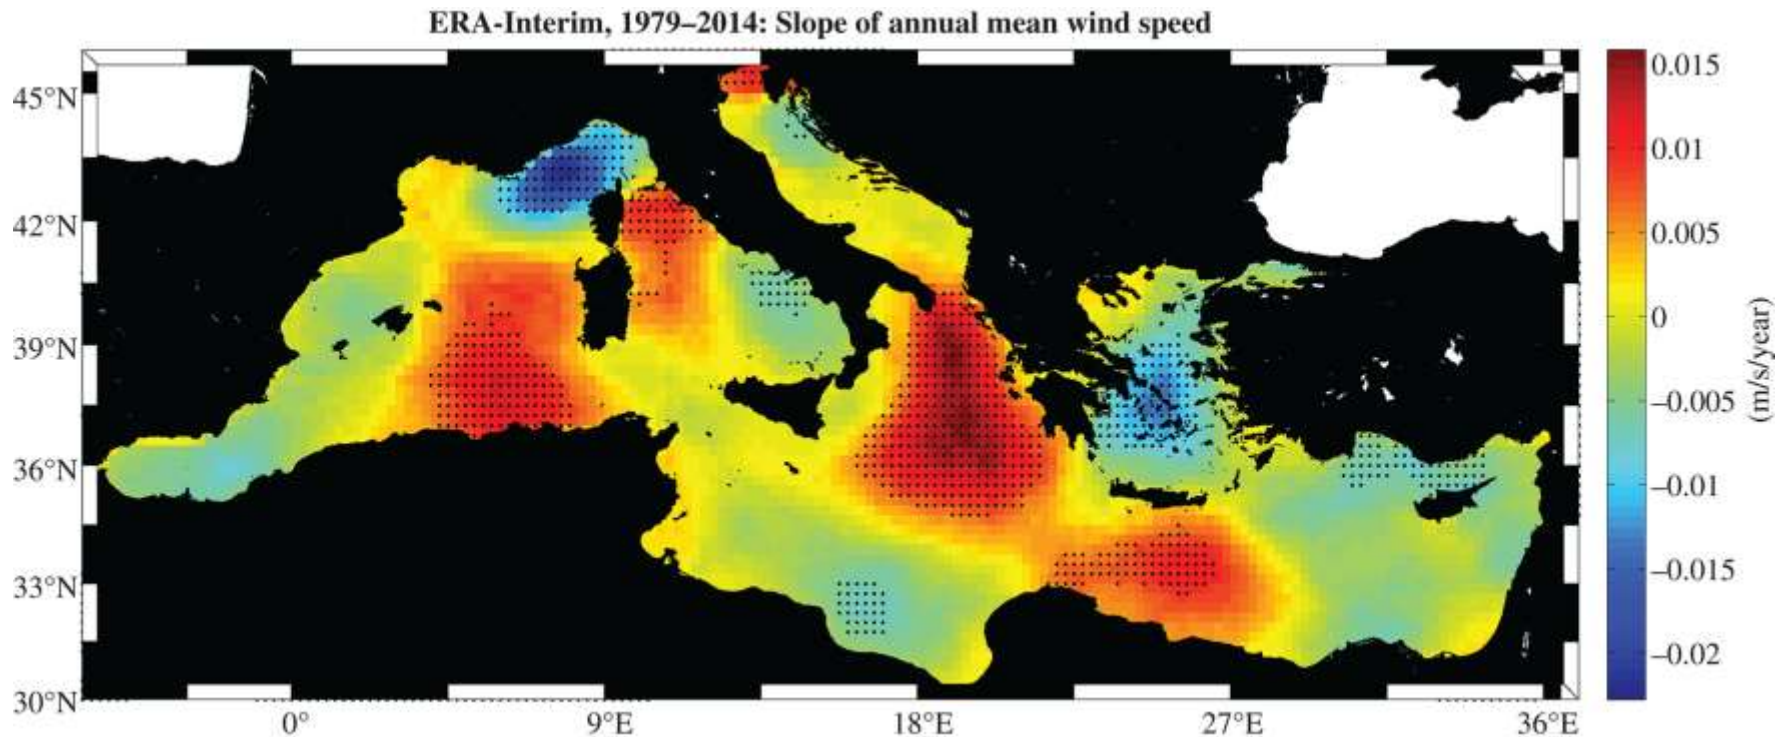 ERA-Interim, 1979–2014: Slope of annual mean wind speed
45°N
42°N
39°N
36°N
33°N
30°N
0°
9°E
18°E
27°E
36°E
0.015
0.01
0.005
0
−0.005
−0.01
−0.015
−0.02
(m/s/year)